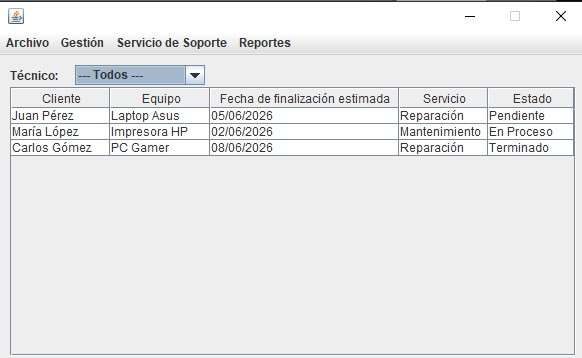 Archivo Gestión Servicio de Soporte Reportes
Técnico: --- Todos ---
Cliente Equipo Fecha de finalización estimada Servicio Estado
Juan Pérez Laptop Asus 05/06/2026 Reparación Pendiente
María López Impresora HP 02/06/2026 Mantenimiento En Proceso
Carlos Gómez PC Gamer 08/06/2026 Reparación Terminado